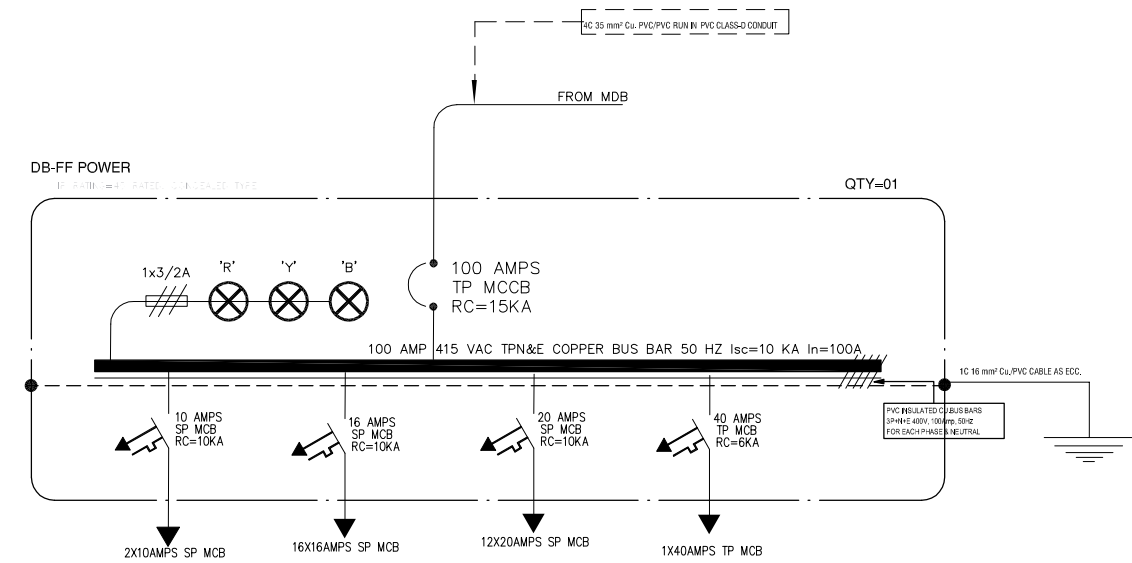 4C 35 mm² Cu. PVC/PVC RUN IN PVC CLASS-D CONDUIT
FROM MDB
DB-FF POWER
QTY=01
1x3/2A
'R'
'Y'
'B'
100 AMPS
TP MCCB
RC=15KA
100 AMP 415 VAC TPN&E COPPER BUS BAR 50 HZ Isc=10 KA In=100A
1C 16 mm² Cu./PVC CABLE AS ECC.
PVC INSULATED CU.BUS BARS
3P+N+E 400V, 100Amp, 50Hz
FOR EACH PHASE & NEUTRAL
10 AMPS
SP MCB
RC=10KA
16 AMPS
SP MCB
RC=10KA
20 AMPS
SP MCB
RC=10KA
40 AMPS
TP MCB
RC=6KA
2X10AMPS SP MCB
16X16AMPS SP MCB
12X20AMPS SP MCB
1X40AMPS TP MCB